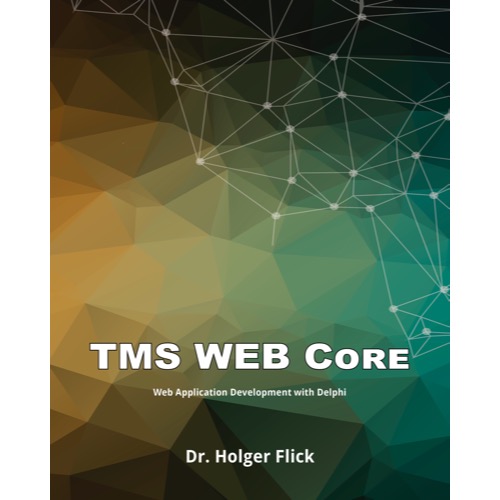 TMS WEB CORE
Web Application Development with Delphi
Dr. Holger Flick